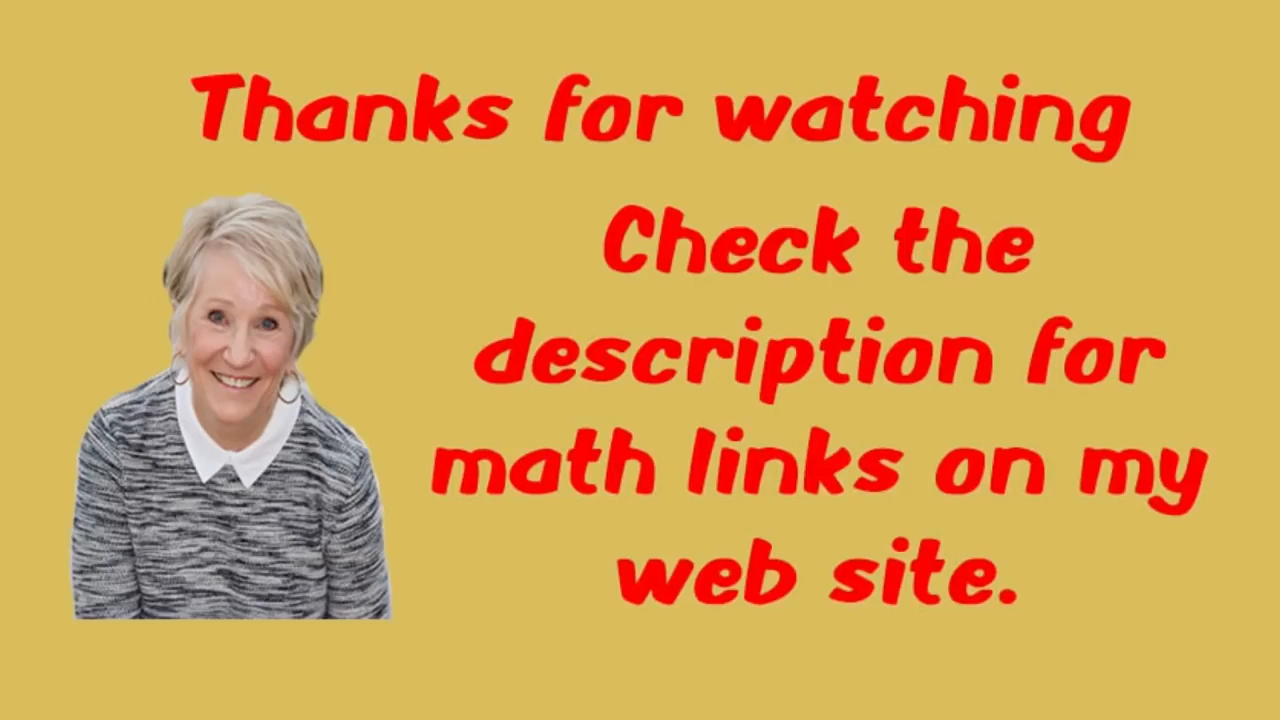 Thanks for watching
Check the
description for
math links on my
web site.